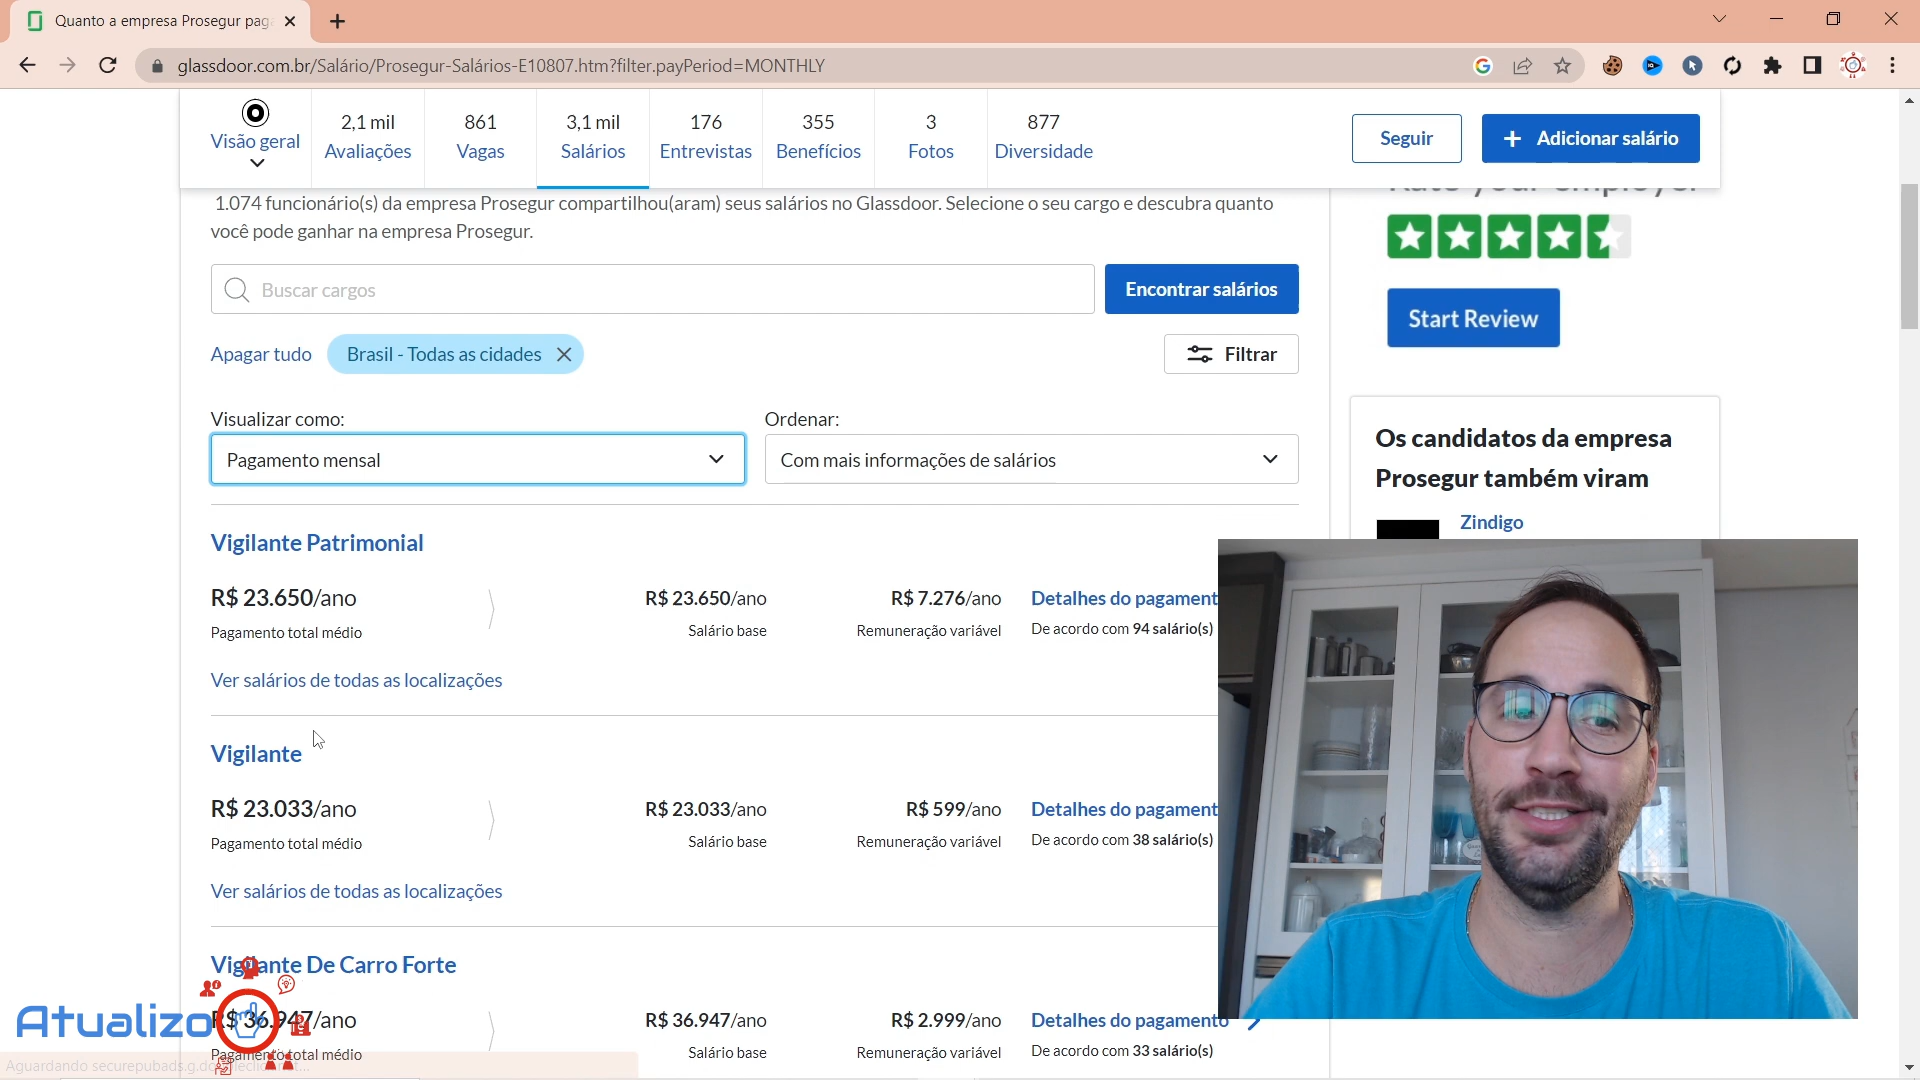 Quanto a empresa Prosegur pag
glassdoor.com.br/Salário/Prosegur-Salários-E10807.htm?filter.payPeriod=MONTHLY
Visão geral
2,1 mil
Avaliações
861
Vagas
3,1 mil
Salários
176
Entrevistas
355
Benefícios
3
Fotos
877
Diversidade
Seguir
+ Adicionar salário
1.074 funcionário(s) da empresa Prosegur compartilhou(aram) seus salários no Glassdoor. Selecione o seu cargo e descubra quanto
você pode ganhar na empresa Prosegur.
Buscar cargos
Encontrar salários
Start Review
Apagar tudo
Brasil - Todas as cidades
Filtrar
Visualizar como:
Pagamento mensal
Ordenar:
Com mais informações de salários
Os candidatos da empresa
Prosegur também viram
Zindigo
Vigilante Patrimonial
R$ 23.650/ano
Pagamento total médio
R$ 23.650/ano
Salário base
R$ 7.276/ano
Remuneração variável
Detalhes do pagament
De acordo com 94 salário(s)
Ver salários de todas as localizações
Vigilante
R$ 23.033/ano
Pagamento total médio
R$ 23.033/ano
Salário base
R$ 599/ano
Remuneração variável
Detalhes do pagament
De acordo com 38 salário(s)
Ver salários de todas as localizações
Vigilante De Carro Forte
R$ 36.947/ano
Pagamento total médio
R$ 36.947/ano
Salário base
R$ 2.999/ano
Remuneração variável
Detalhes do pagamento
De acordo com 33 salário(s)
Atualizo